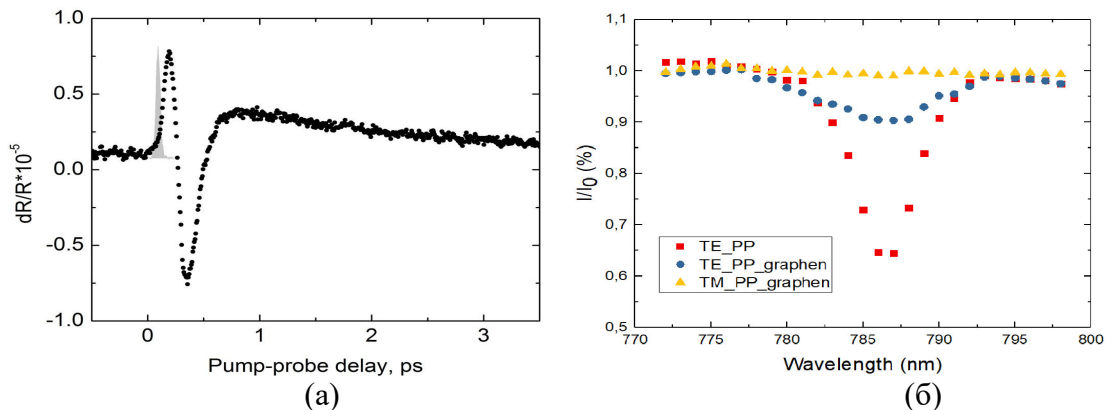 1.0
0.5
0.0
-0.5
-1.0
dR/R*10⁻⁵
0 1 2 3
Pump-probe delay, ps
(а)
1,1
1,0
0,9
0,8
0,7
0,6
0,5
I/I₀ (%)
TE_PP
TE_PP_graphen
TM_PP_graphen
770 775 780 785 790 795 800
Wavelength (nm)
(б)